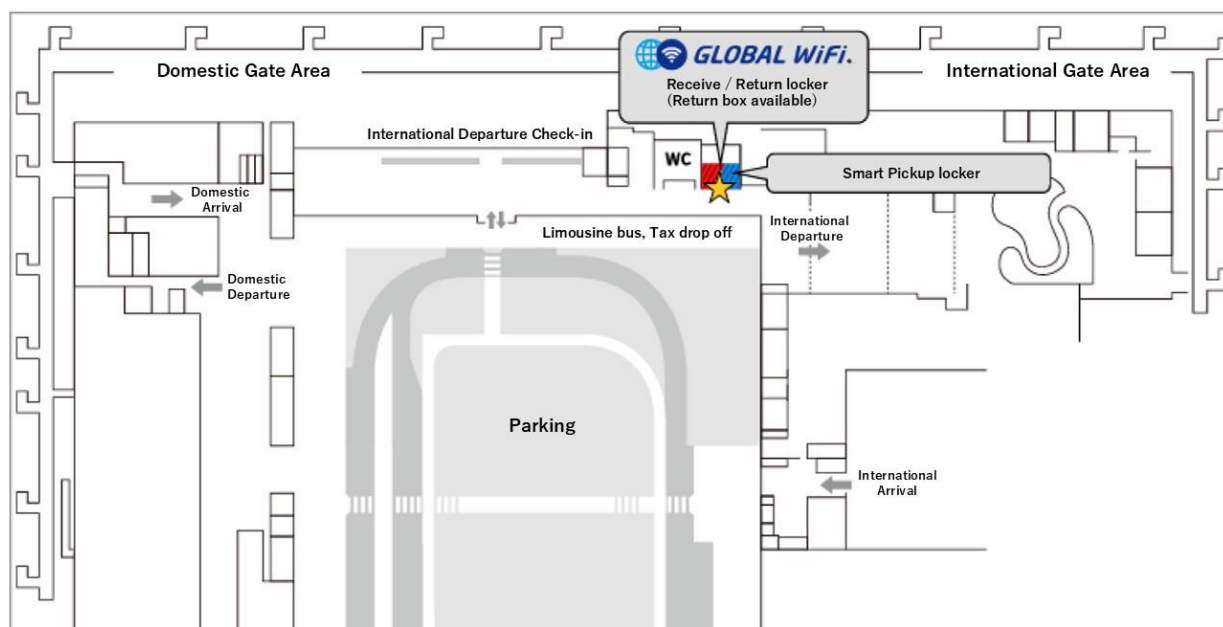 GLOBAL WiFi.
Receive / Return locker
(Return box available)
Domestic Gate Area
International Gate Area
International Departure Check-in
WC
Smart Pickup locker
Domestic
Arrival
Limousine bus, Tax drop off
International
Departure
Domestic
Departure
Parking
International
Arrival